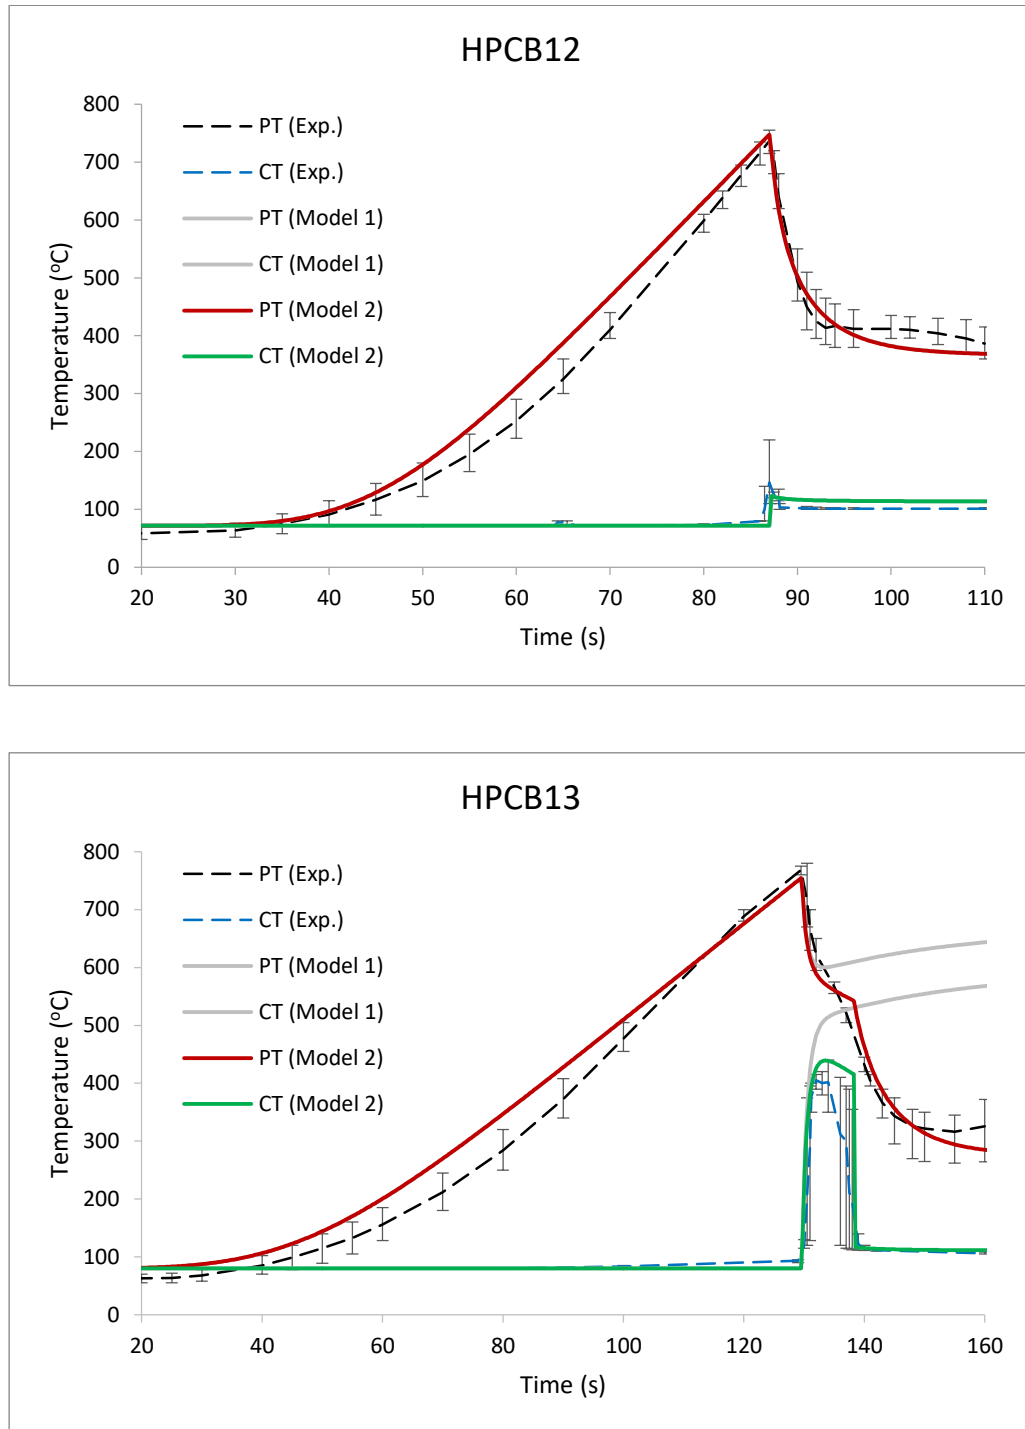 HPCB12
800
700
600
500
400
300
200
100
0
Temperature (°C)
PT (Exp.)
CT (Exp.)
PT (Model 1)
CT (Model 1)
PT (Model 2)
CT (Model 2)
20 30 40 50 60 70 80 90 100 110
Time (s)
HPCB13
800
700
600
500
400
300
200
100
0
Temperature (°C)
PT (Exp.)
CT (Exp.)
PT (Model 1)
CT (Model 1)
PT (Model 2)
CT (Model 2)
20 40 60 80 100 120 140 160
Time (s)